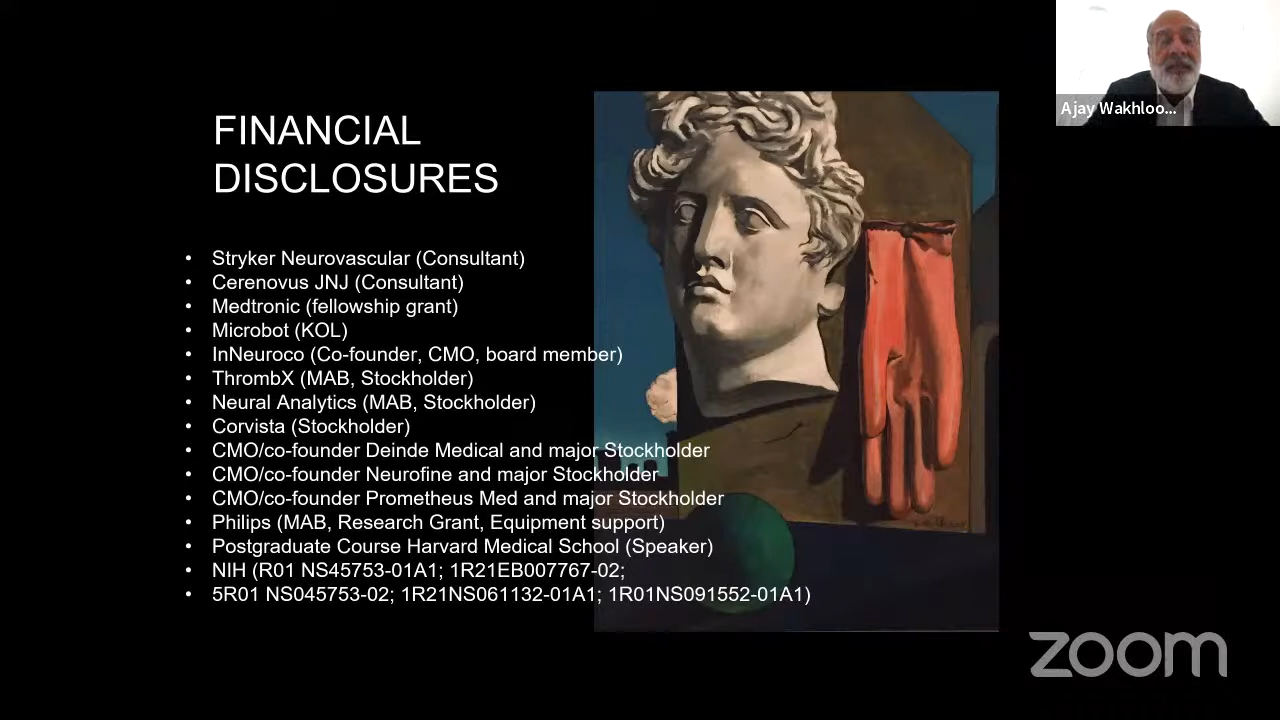 FINANCIAL
DISCLOSURES
• Stryker Neurovascular (Consultant)
• Cerenovus JNJ (Consultant)
• Medtronic (fellowship grant)
• Microbot (KOL)
• InNeuroco (Co-founder, CMO, board member)
• ThrombX (MAB, Stockholder)
• Neural Analytics (MAB, Stockholder)
• Corvista (Stockholder)
• CMO/co-founder Deinde Medical and major Stockholder
• CMO/co-founder Neurofine and major Stockholder
• CMO/co-founder Prometheus Med and major Stockholder
• Philips (MAB, Research Grant, Equipment support)
• Postgraduate Course Harvard Medical School (Speaker)
• NIH (R01 NS45753-01A1; 1R21EB007767-02;
• 5R01 NS045753-02; 1R21NS061132-01A1; 1R01NS091552-01A1)
Ajay Wakhloo...
zoom